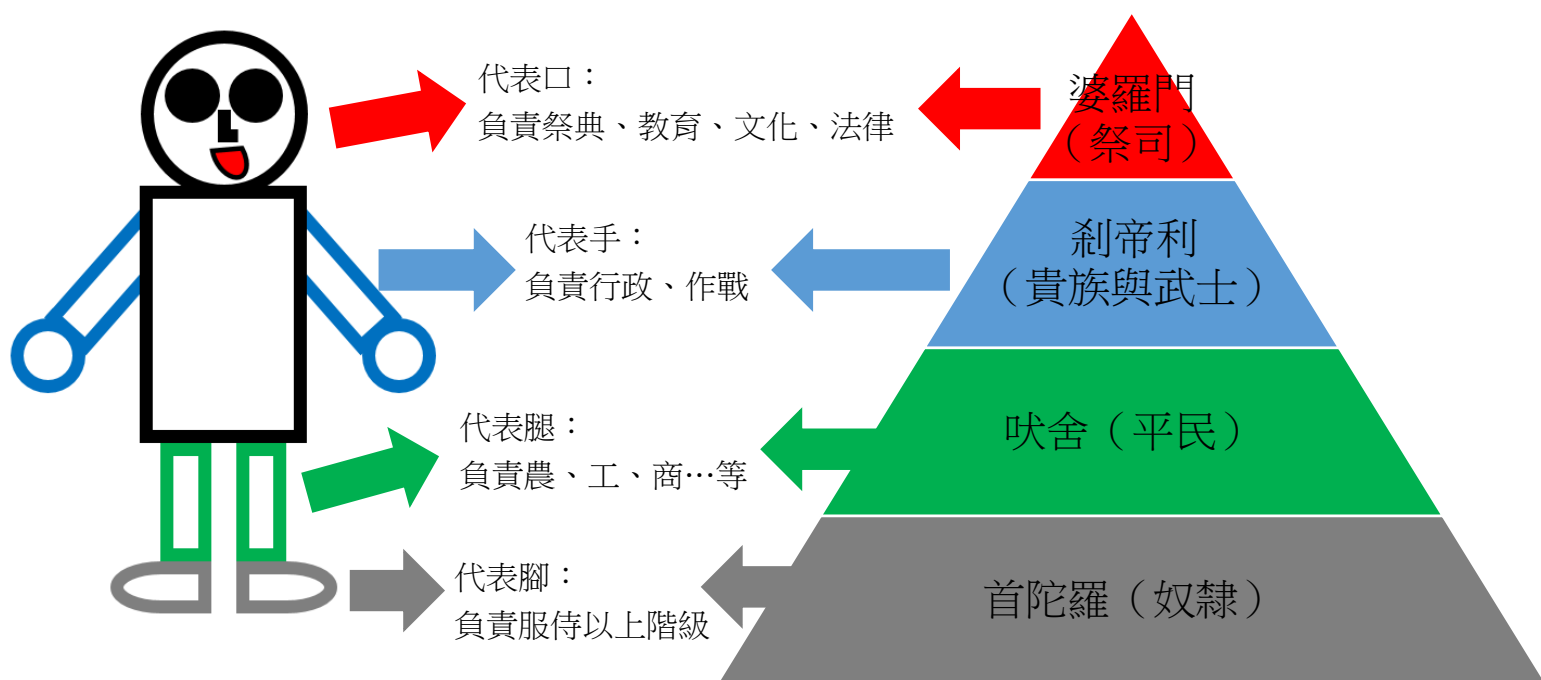 代表口：
負責祭典、教育、文化、法律
婆羅門
（祭司）
代表手：
負責行政、作戰
剎帝利
（貴族與武士）
代表腿：
負責農、工、商…等
吠舍（平民）
代表腳：
負責服侍以上階級
首陀羅（奴隸）